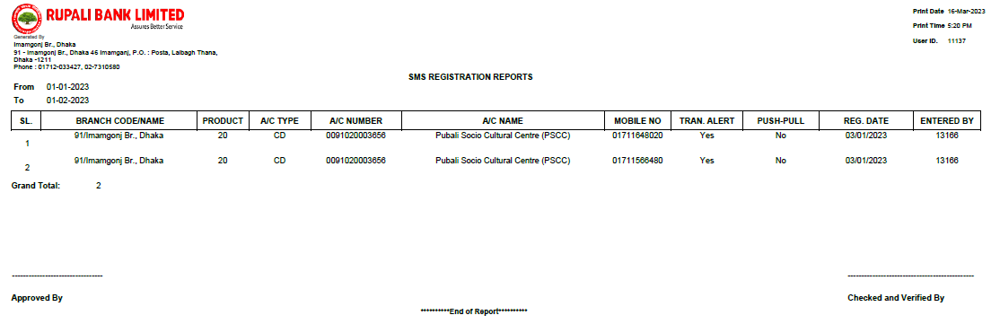 RUPALI BANK LIMITED
Assures Better Service
Generated By
Imamgonj Br., Dhaka
91 - Imamgonj Br., Dhaka 46 Imamganj, P.O. : Posta, Lalbagh Thana,
Dhaka -1211
Phone : 01712-033427, 02-7310580
Print Date 16-Mar-2023
Print Time 5:20 PM
User ID. 11137
SMS REGISTRATION REPORTS
From 01-01-2023
To 01-02-2023
SL. BRANCH CODE/NAME PRODUCT A/C TYPE A/C NUMBER A/C NAME MOBILE NO TRAN. ALERT PUSH-PULL REG. DATE ENTERED BY
1 91/Imamgonj Br., Dhaka 20 CD 0091020003656 Pubali Socio Cultural Centre (PSCC) 01711648020 Yes No 03/01/2023 13166
2 91/Imamgonj Br., Dhaka 20 CD 0091020003656 Pubali Socio Cultural Centre (PSCC) 01711566480 Yes No 03/01/2023 13166
Grand Total: 2
Approved By
Checked and Verified By
**********End of Report**********